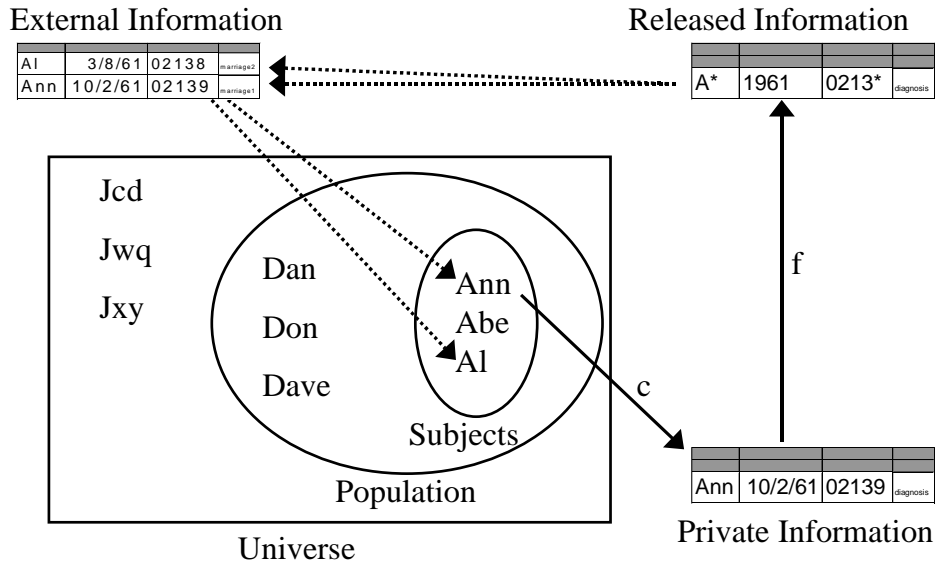 External Information
Released Information
Al 3/8/61 02138 marriage2
Ann 10/2/61 02139 marriage1
A* 1961 0213* diagnosis
Jcd
Jwq
Jxy
Dan
Don
Dave
Ann
Abe
Al
Subjects
Population
Universe
c
f
Ann 10/2/61 02139 diagnosis
Private Information